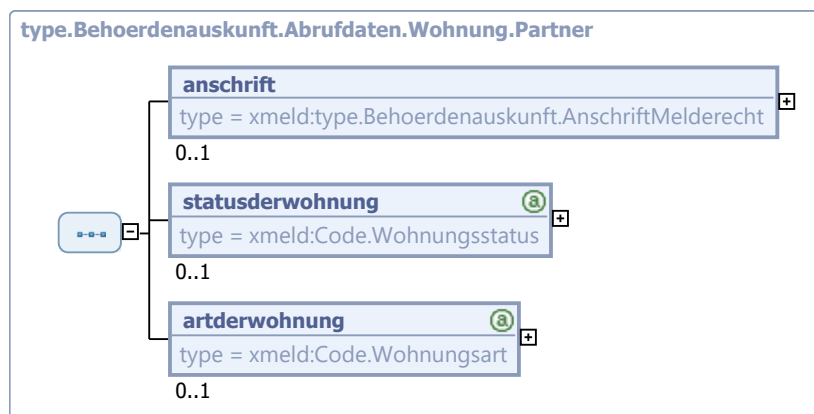 type.Behoerdenauskunft.Abrufdaten.Wohnung.Partner
anschrift
type = xmeld:type.Behoerdenauskunft.AnschriftMelderecht
0..1
statusderwohnung a
type = xmeld:Code.Wohnungsstatus
0..1
artderwohnung a
type = xmeld:Code.Wohnungsart
0..1